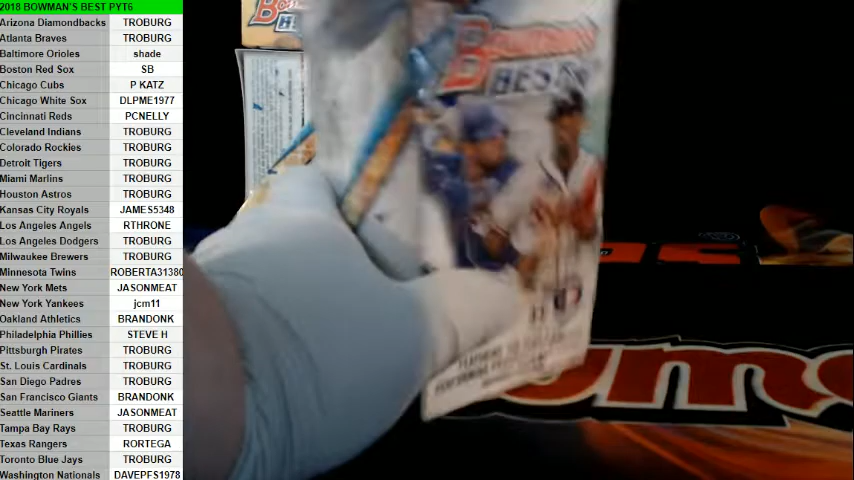 2018 BOWMAN'S BEST PYT6
Arizona Diamondbacks TROBURG
Atlanta Braves TROBURG
Baltimore Orioles shade
Boston Red Sox SB
Chicago Cubs P KATZ
Chicago White Sox DLPME1977
Cincinnati Reds PCNELLY
Cleveland Indians TROBURG
Colorado Rockies TROBURG
Detroit Tigers TROBURG
Miami Marlins TROBURG
Houston Astros TROBURG
Kansas City Royals JAMES5348
Los Angeles Angels RTHRONE
Los Angeles Dodgers TROBURG
Milwaukee Brewers TROBURG
Minnesota Twins ROBERTA31380
New York Mets JASONMEAT
New York Yankees jcm11
Oakland Athletics BRANDONK
Philadelphia Phillies STEVE H
Pittsburgh Pirates TROBURG
St. Louis Cardinals TROBURG
San Diego Padres TROBURG
San Francisco Giants BRANDONK
Seattle Mariners JASONMEAT
Tampa Bay Rays TROBURG
Texas Rangers RORTEGA
Toronto Blue Jays TROBURG
Washington Nationals DAVEPFS1978
Bowman's
BEST